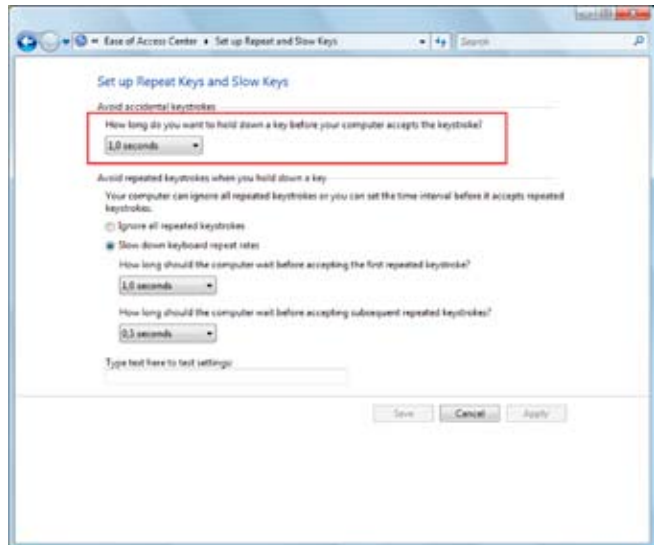 Ease of Access Center ▸ Set up Repeat and Slow Keys
Search
Set up Repeat Keys and Slow Keys
Avoid accidental keystrokes
How long do you want to hold down a key before your computer accepts the keystroke?
1,0 seconds
Avoid repeated keystrokes when you hold down a key
Your computer can ignore all repeated keystrokes or you can set the time interval before it accepts repeated
keystrokes.
Ignore all repeated keystrokes
Slow down keyboard repeat rates
How long should the computer wait before accepting the first repeated keystroke?
1,0 seconds
How long should the computer wait before accepting subsequent repeated keystrokes?
seconds
Type text here to test settings:
Save Cancel Apply